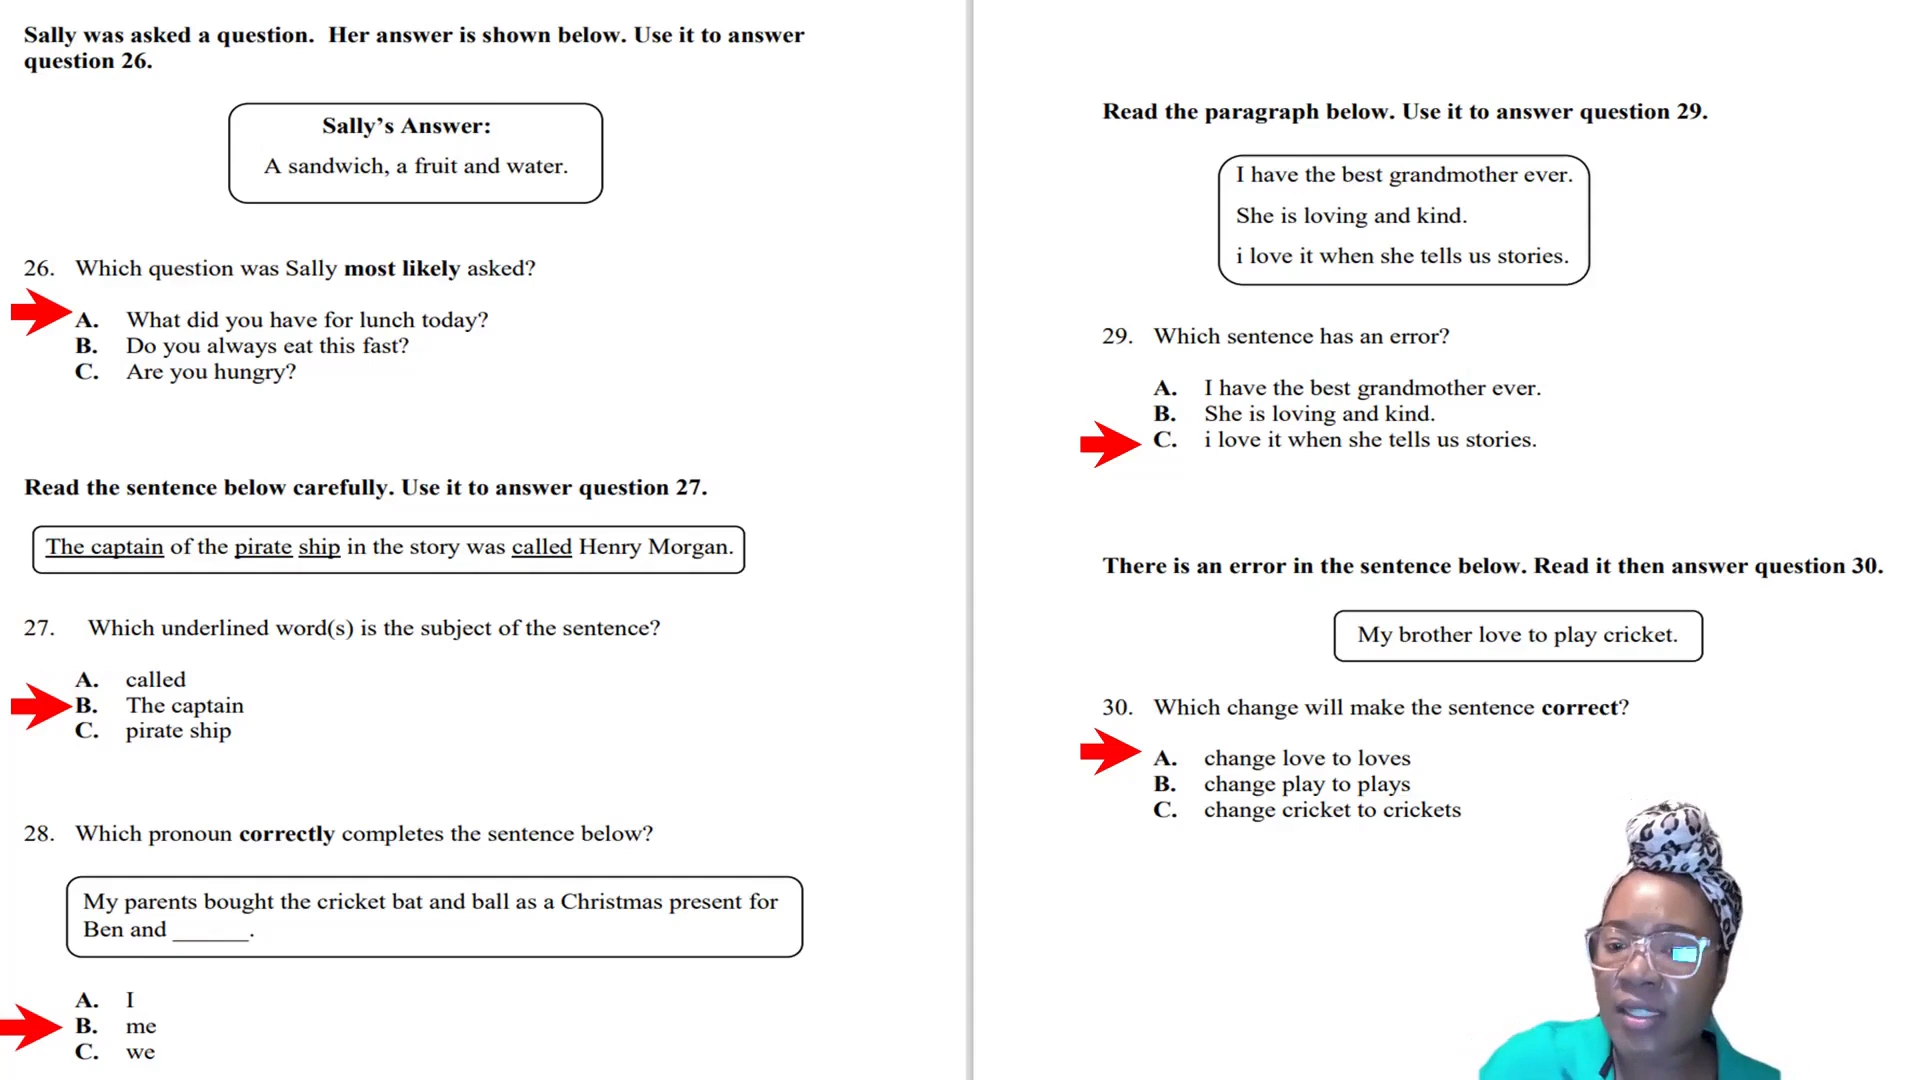 Sally was asked a question.  Her answer is shown below. Use it to answer
question 26.
Sally’s Answer:
A sandwich, a fruit and water.
26. Which question was Sally most likely asked?
A. What did you have for lunch today?
B. Do you always eat this fast?
C. Are you hungry?
Read the sentence below carefully. Use it to answer question 27.
The captain of the pirate ship in the story was called Henry Morgan.
27. Which underlined word(s) is the subject of the sentence?
A. called
B. The captain
C. pirate ship
28. Which pronoun correctly completes the sentence below?
My parents bought the cricket bat and ball as a Christmas present for
Ben and ______.
A. I
B. me
C. we
Read the paragraph below. Use it to answer question 29.
I have the best grandmother ever.
She is loving and kind.
i love it when she tells us stories.
29. Which sentence has an error?
A. I have the best grandmother ever.
B. She is loving and kind.
C. i love it when she tells us stories.
There is an error in the sentence below. Read it then answer question 30.
My brother love to play cricket.
30. Which change will make the sentence correct?
A. change love to loves
B. change play to plays
C. change cricket to crickets